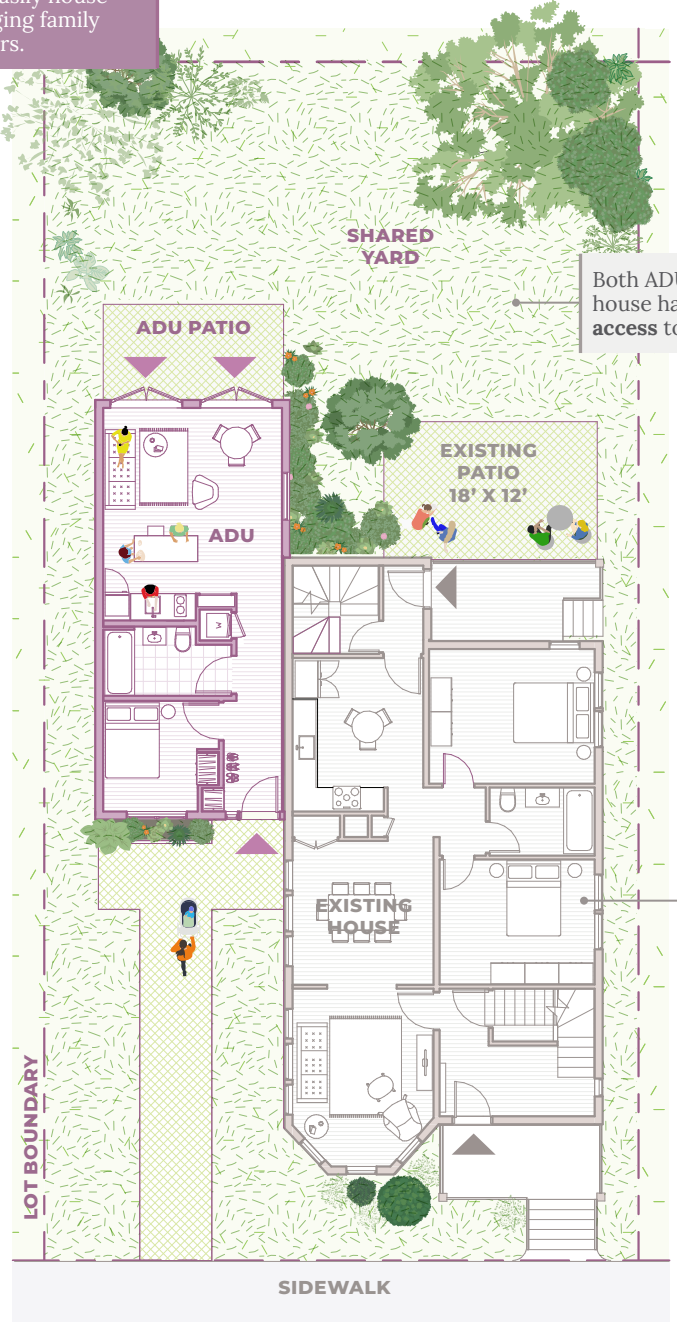 house
ging family
rs.
SHARED
YARD
Both ADU
house ha
access to
ADU PATIO
EXISTING
PATIO
18’ X 12’
ADU
W
EXISTING
HOUSE
LOT BOUNDARY
SIDEWALK